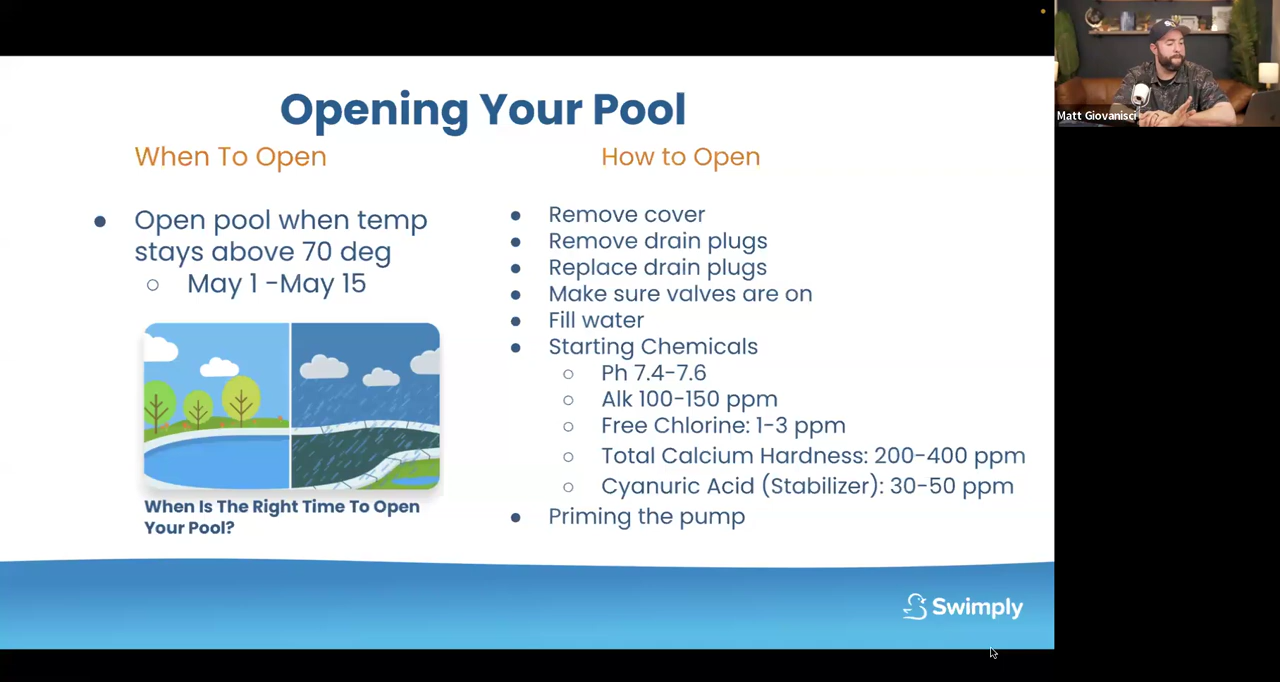 Opening Your Pool
When To Open
How to Open
Open pool when temp
stays above 70 deg
May 1 -May 15
When Is The Right Time To Open
Your Pool?
Remove cover
Remove drain plugs
Replace drain plugs
Make sure valves are on
Fill water
Starting Chemicals
Ph 7.4-7.6
Alk 100-150 ppm
Free Chlorine: 1-3 ppm
Total Calcium Hardness: 200-400 ppm
Cyanuric Acid (Stabilizer): 30-50 ppm
Priming the pump
Swimply
Matt Giovanisci